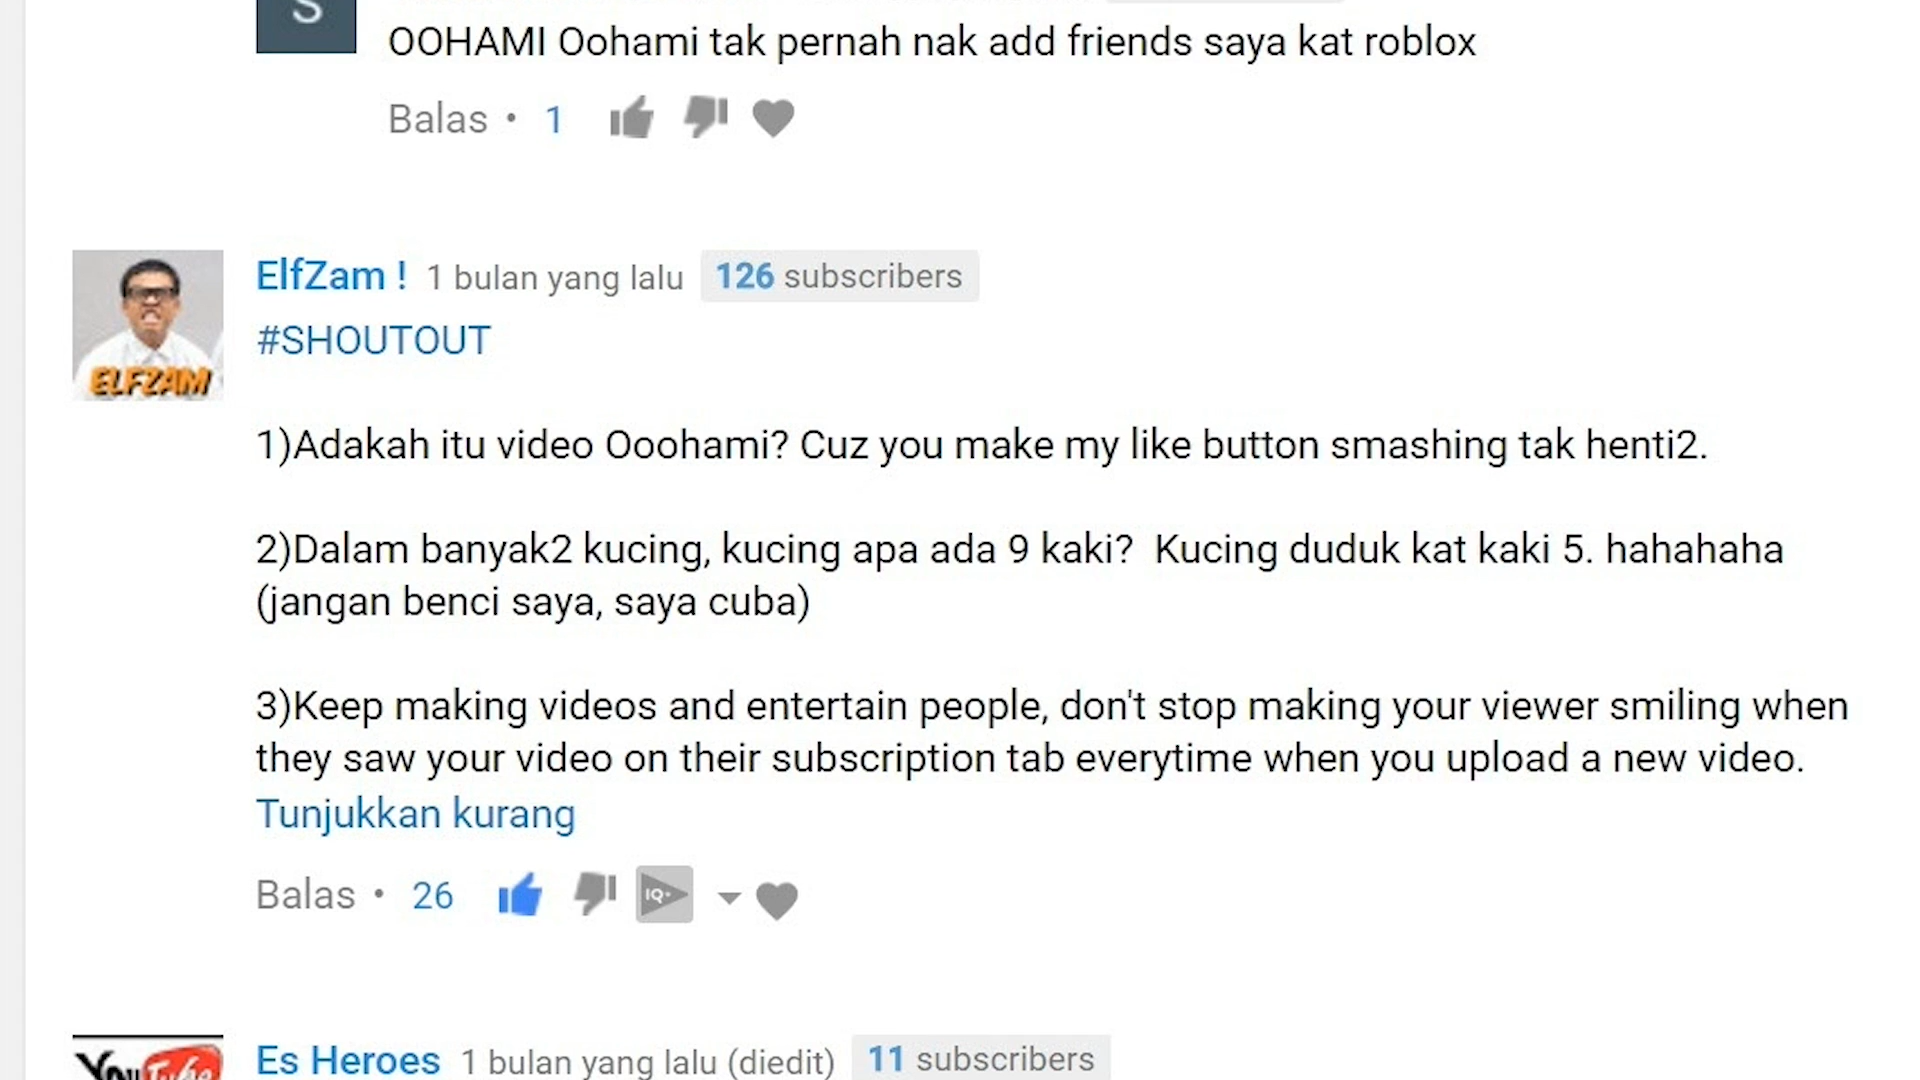 S
OOHAMI Oohami tak pernah nak add friends saya kat roblox
Balas • 1
ElfZam ! 1 bulan yang lalu 126 subscribers
ELFZAM
#SHOUTOUT
1)Adakah itu video Ooohami? Cuz you make my like button smashing tak henti2.
2)Dalam banyak2 kucing, kucing apa ada 9 kaki?  Kucing duduk kat kaki 5. hahahaha
(jangan benci saya, saya cuba)
3)Keep making videos and entertain people, don't stop making your viewer smiling when
they saw your video on their subscription tab everytime when you upload a new video.
Tunjukkan kurang
Balas • 26 IQ
YouTube
Es Heroes 1 bulan yang lalu (diedit) 11 subscribers